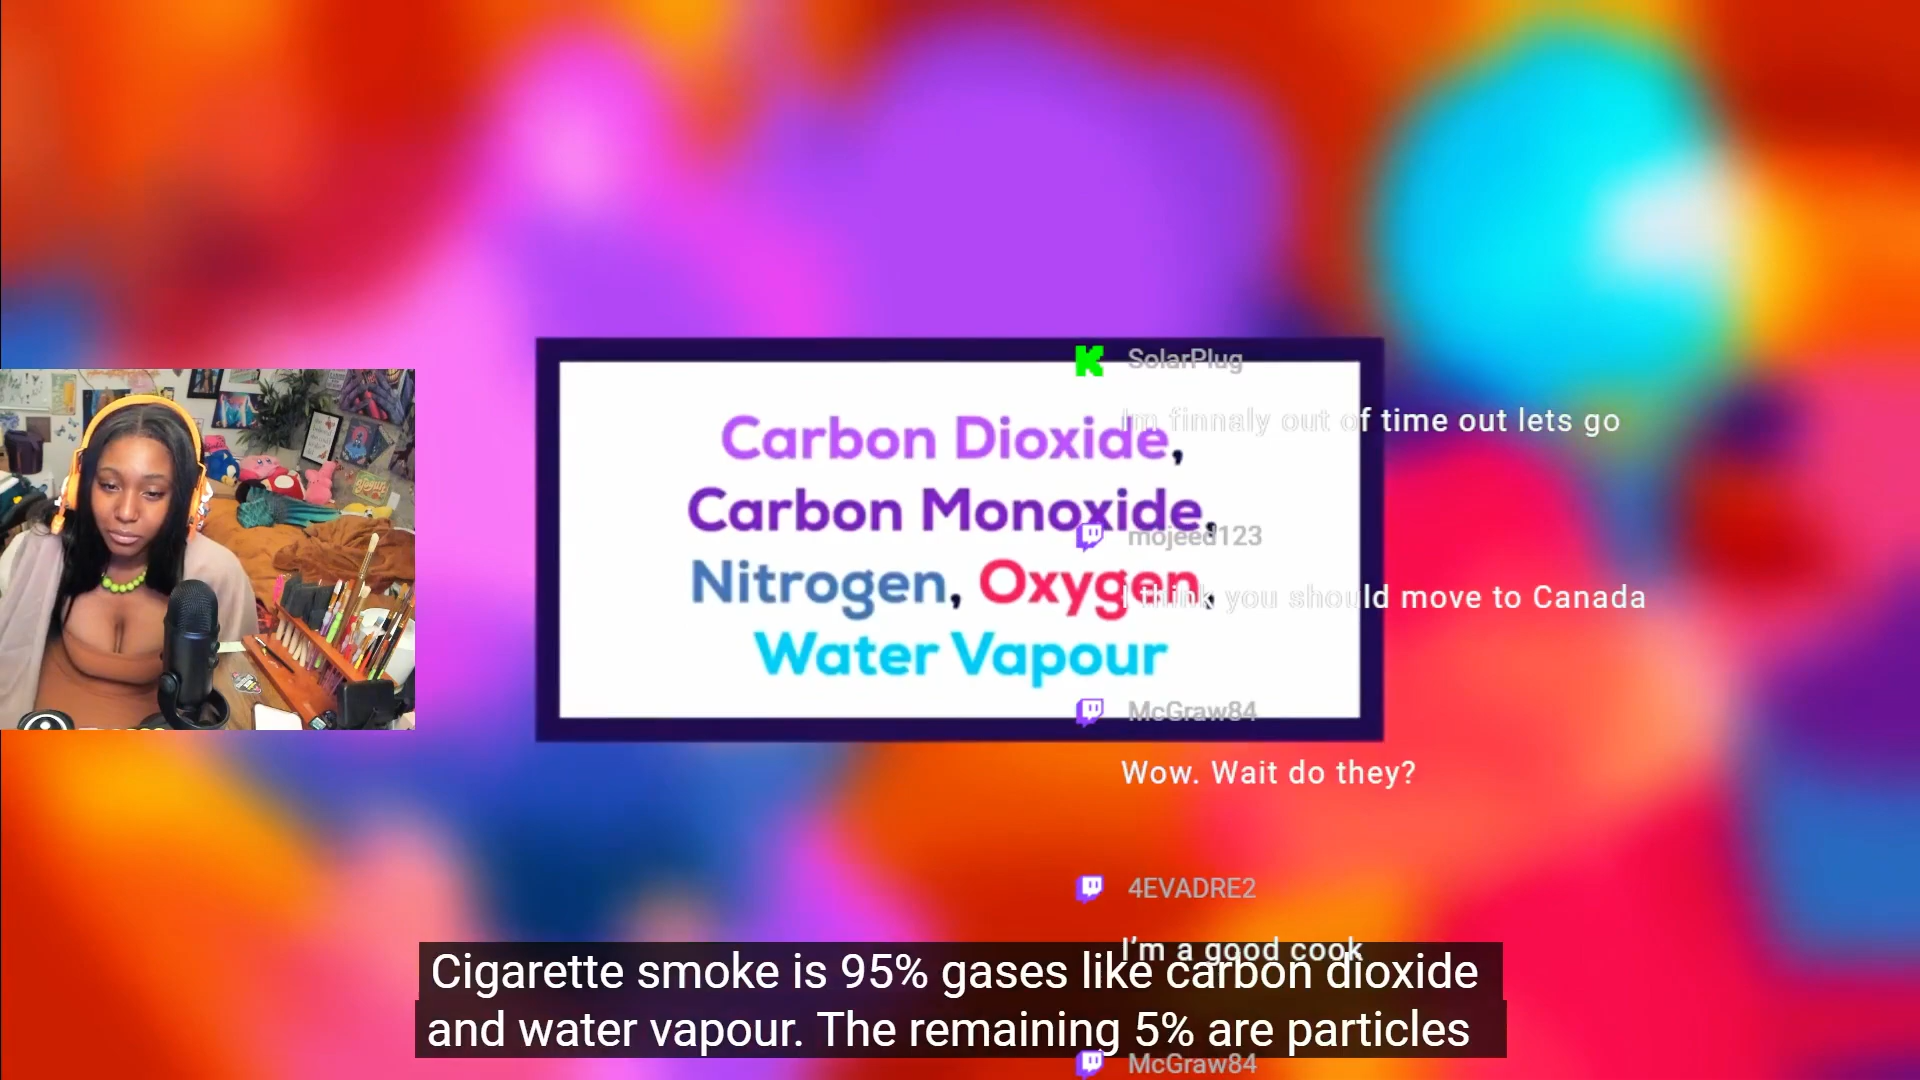 Carbon Dioxide,
Carbon Monoxide,
Nitrogen, Oxygen,
Water Vapour
SolarPlug
Im finnaly out of time out lets go
mojeed123
I think you should move to Canada
McGraw84
Wow. Wait do they?
4EVADRE2
I'm a good cook
Cigarette smoke is 95% gases like carbon dioxide
and water vapour. The remaining 5% are particles
McGraw84